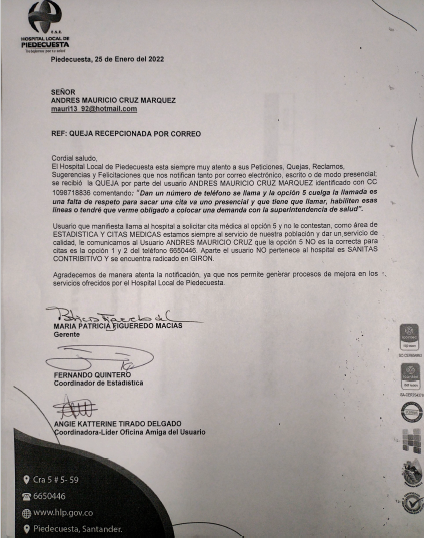 E.S.E.
HOSPITAL LOCAL DE
PIEDECUESTA
Piedecuesta, 25 de Enero del 2022
SEÑOR
ANDRES MAURICIO CRUZ MARQUEZ
mauri13_92@hotmail.com
REF: QUEJA RECEPCIONADA POR CORREO
Cordial saludo,
El Hospital Local de Piedecuesta esta siempre muy atento a sus Peticiones, Quejas, Reclamos,
Sugerencias y Felicitaciones que nos notifican tanto por correo electrónico, escrito o de modo presencial;
se recibió la QUEJA por parte del usuario ANDRES MAURICIO CRUZ MARQUEZ identificado con CC
1098718836 comentando: "Dan un número de teléfono se llama y la opción 5 cuelga la llamada es
una falta de respeto para sacar una cita va uno presencial y que tiene que llamar, habiliten esas
líneas o tendré que verme obligado a colocar una demanda con la superintendencia de salud".
Usuario que manifiesta llama al hospital a solicitar cita médica al opción 5 y no le contestan, como área de
ESTADISTICA Y CITAS MEDICAS estamos siempre al servicio de nuestra población y dar un servicio de
calidad, le comunicamos al Usuario ANDRES MAURICIO CRUZ que la opción 5 NO es la correcta para
citas es la opción 1 y 2 del teléfono 6650446. Aparte el usuario NO pertenece al hospital es SANITAS
CONTRIBITIVO y se encuentra radicado en GIRON.
Agradecemos de manera atenta la notificación, ya que nos permite generar procesos de mejora en los
servicios ofrecidos por el Hospital Local de Piedecuesta.
MARIA PATRICIA FIGUEREDO MACIAS
Gerente
FERNANDO QUINTERO
Coordinador de Estadística
ANGIE KATTERINE TIRADO DELGADO
Coordinadora-Lider Oficina Amiga del Usuario
Cra 5 # 5- 59
6650446
www.hlp.gov.co
Piedecuesta, Santander.